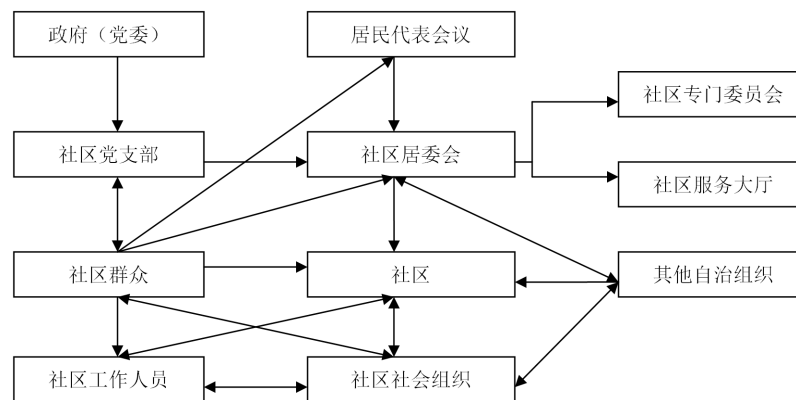 政府（党委）
居民代表会议
社区专门委员会
社区党支部
社区居委会
社区服务大厅
社区群众
社区
其他自治组织
社区工作人员
社区社会组织